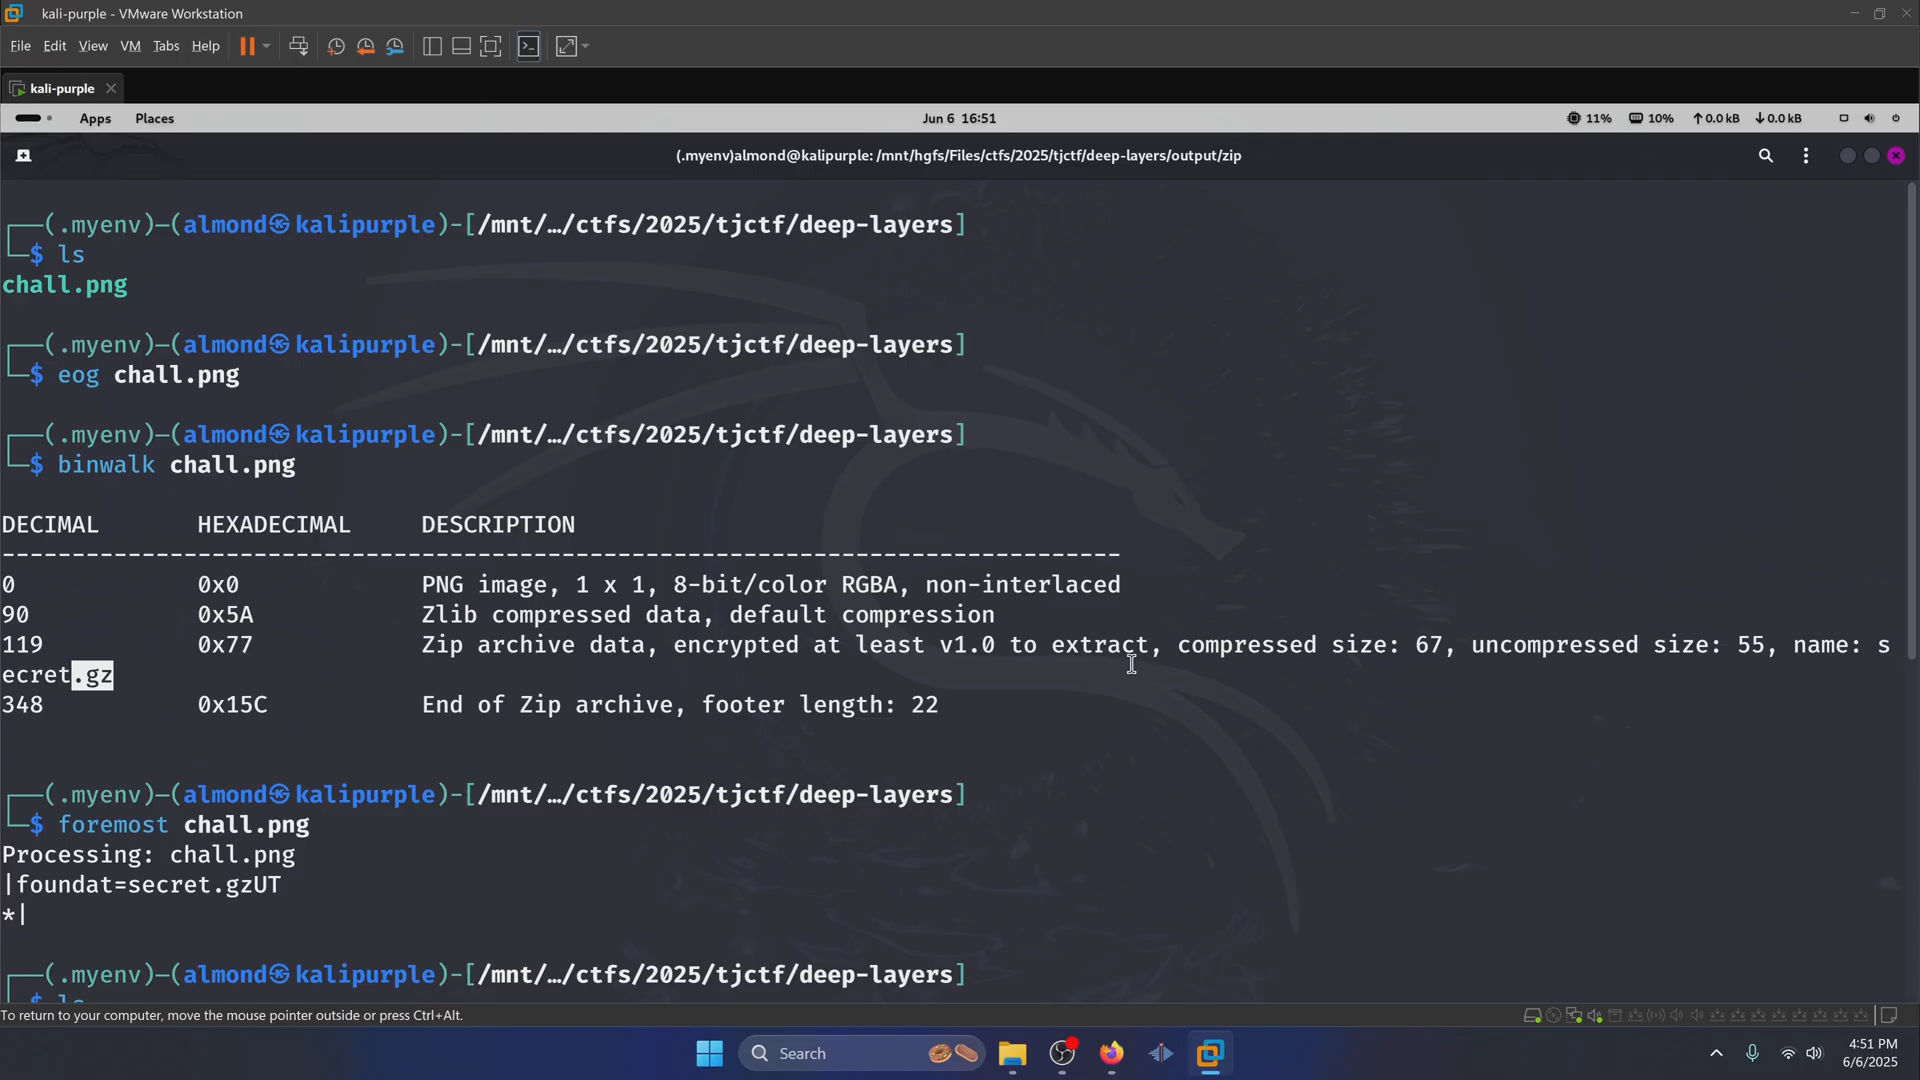 kali-purple - VMware Workstation
File Edit View VM Tabs Help
kali-purple
Apps Places Jun 6 16:51 11% 10% ↑0.0 kB ↓0.0 kB
(.myenv)almond@kalipurple: /mnt/hgfs/Files/ctfs/2025/tjctf/deep-layers/output/zip
┌──(.myenv)─(almond㉿kalipurple)-[/mnt/…/ctfs/2025/tjctf/deep-layers]
└─$ ls
chall.png
┌──(.myenv)─(almond㉿kalipurple)-[/mnt/…/ctfs/2025/tjctf/deep-layers]
└─$ eog chall.png
┌──(.myenv)─(almond㉿kalipurple)-[/mnt/…/ctfs/2025/tjctf/deep-layers]
└─$ binwalk chall.png
DECIMAL HEXADECIMAL DESCRIPTION
--------------------------------------------------------------------------------
0 0x0 PNG image, 1 x 1, 8-bit/color RGBA, non-interlaced
90 0x5A Zlib compressed data, default compression
119 0x77 Zip archive data, encrypted at least v1.0 to extract, compressed size: 67, uncompressed size: 55, name: s
ecret.gz
348 0x15C End of Zip archive, footer length: 22
┌──(.myenv)─(almond㉿kalipurple)-[/mnt/…/ctfs/2025/tjctf/deep-layers]
└─$ foremost chall.png
Processing: chall.png
|foundat=secret.gzUT
*|
┌──(.myenv)─(almond㉿kalipurple)-[/mnt/…/ctfs/2025/tjctf/deep-layers]
└─$ ls
To return to your computer, move the mouse pointer outside or press Ctrl+Alt.
Search
4:51 PM
6/6/2025